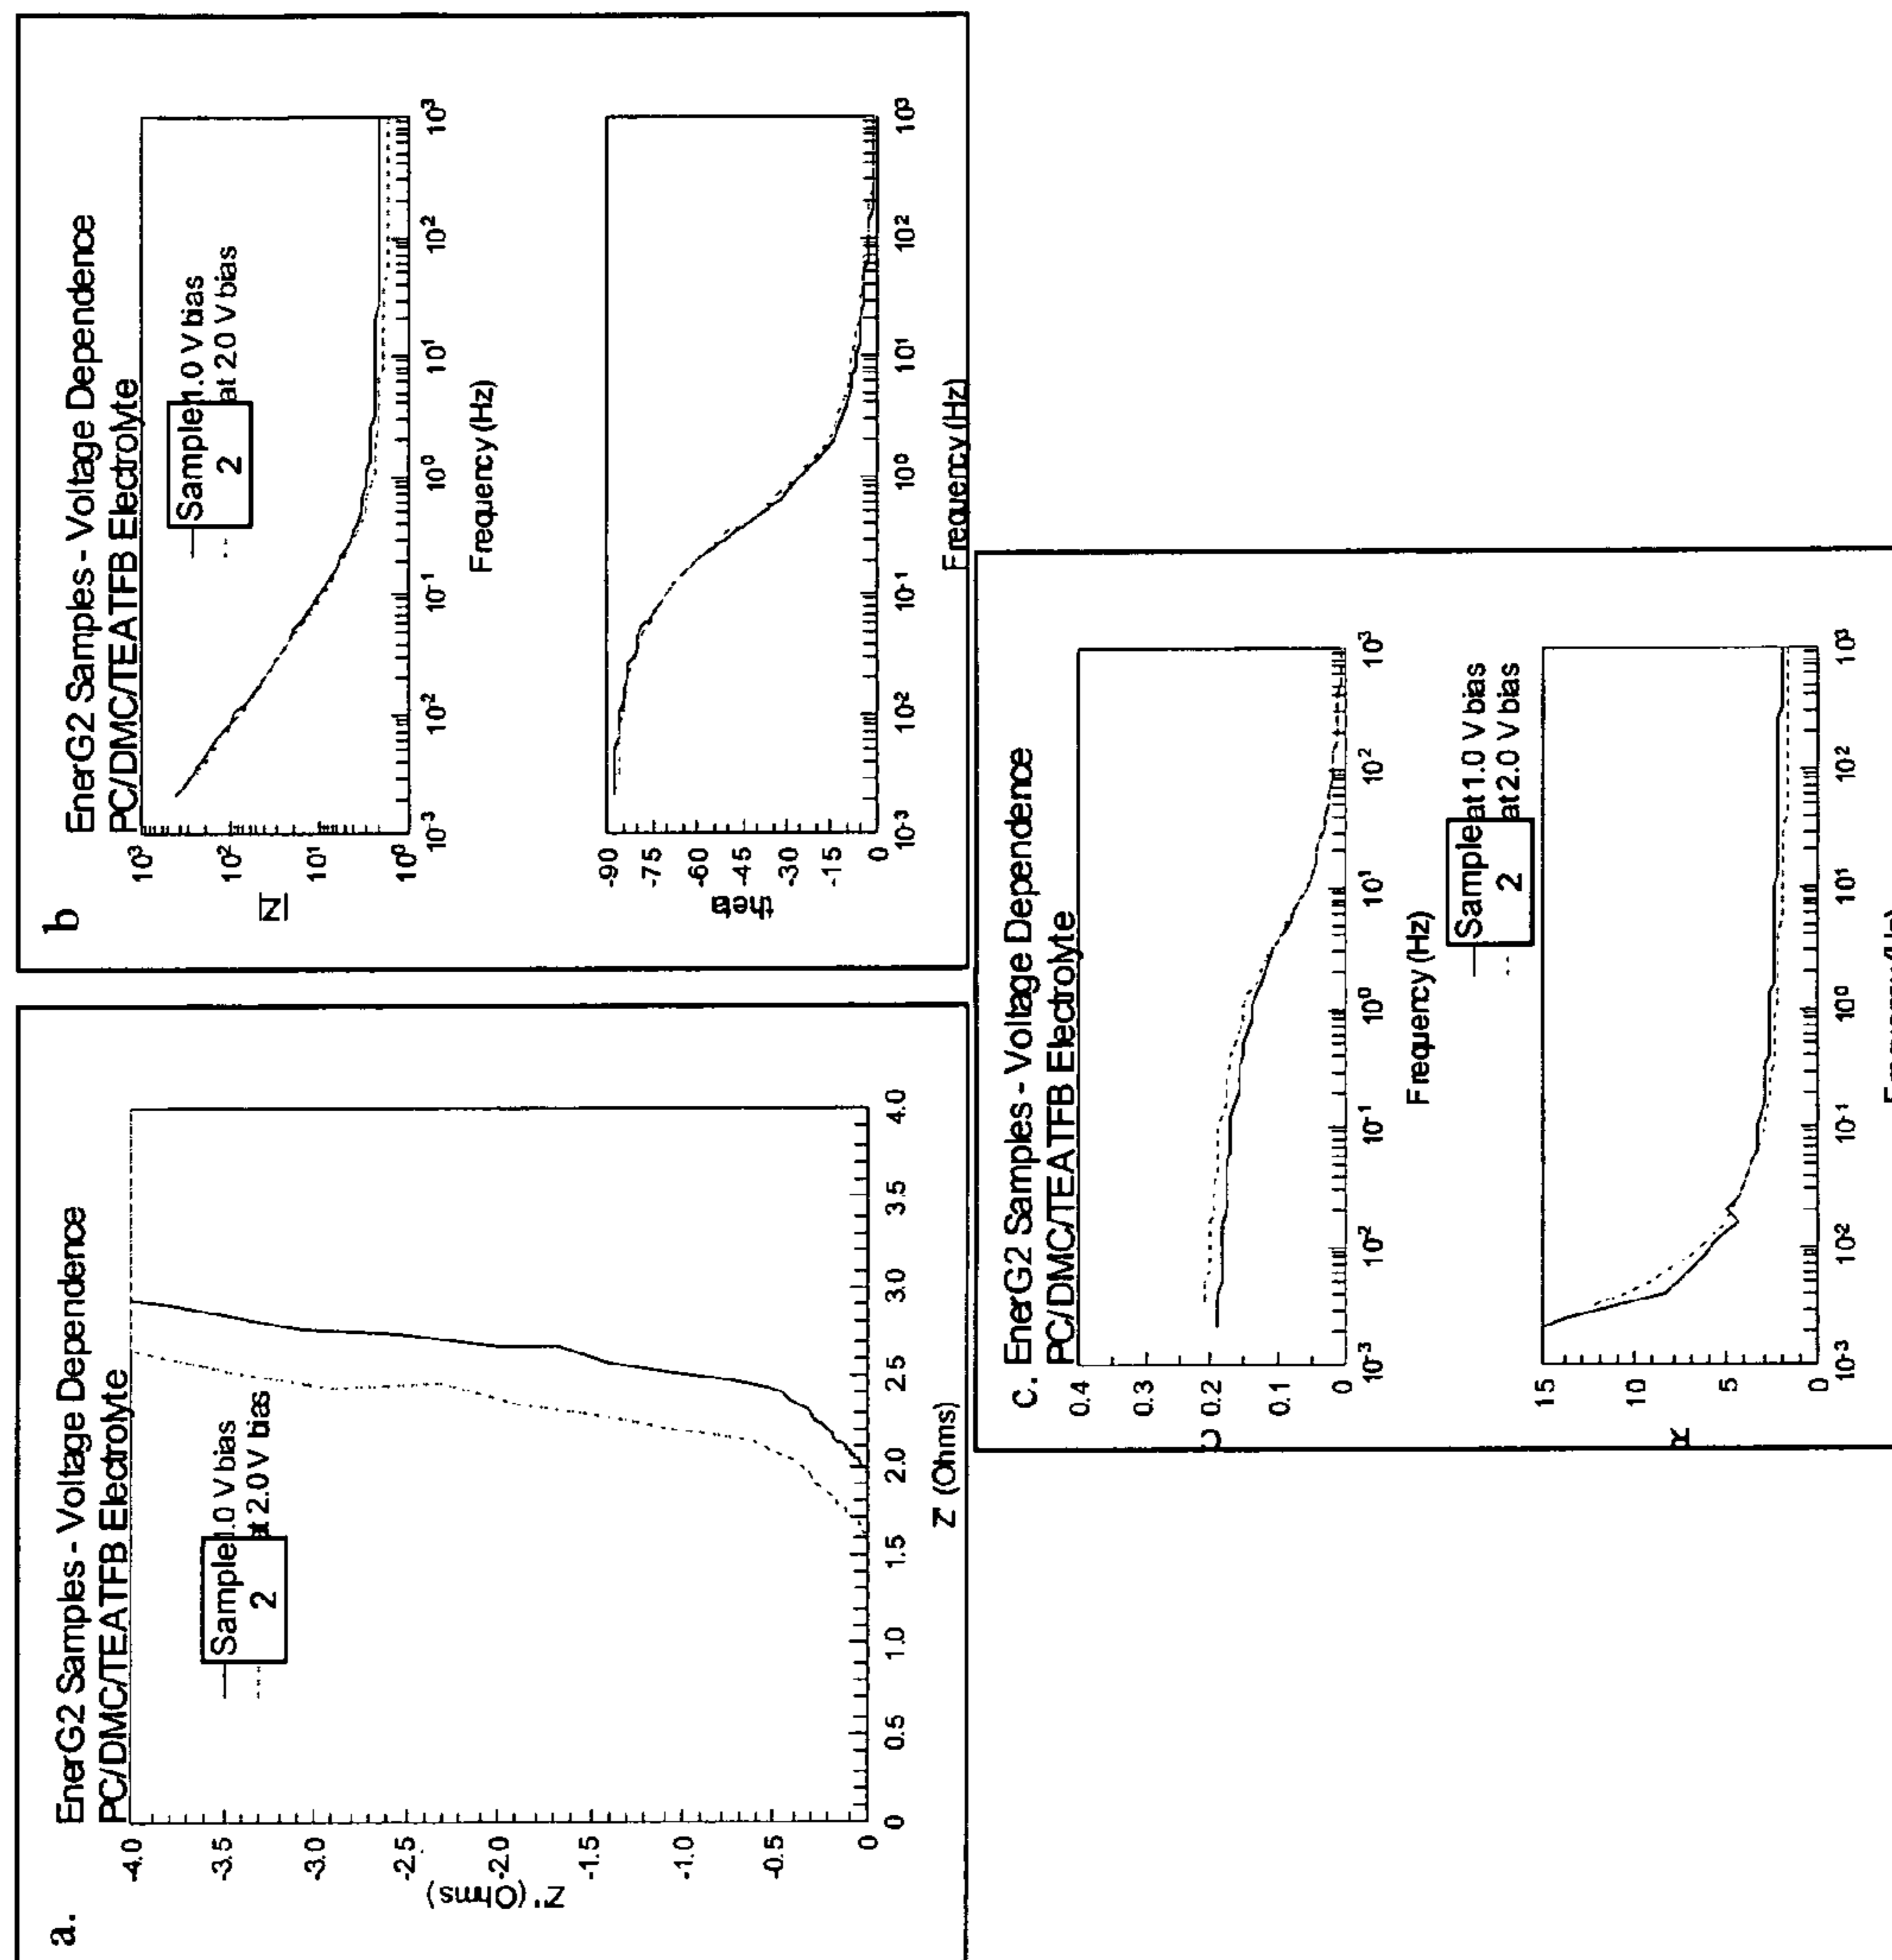 a.
EnerG2 Samples - Voltage Dependence
PC/DMC/TEATFB Electrolyte
Sample 1.0 V bias
2 at 2.0 V bias
-4.0
-3.5
-3.0
-2.5
-2.0
-1.5
-1.0
-0.5
0
Z'' (Ohms)
0 0.5 1.0 1.5 2.0 2.5 3.0 3.5 4.0
Z' (Ohms)
b
EnerG2 Samples - Voltage Dependence
PC/DMC/TEATFB Electrolyte
Sample 1.0 V bias
2 at 2.0 V bias
10³
10²
10¹
10⁰
|Z|
10⁻³ 10⁻² 10⁻¹ 10⁰ 10¹ 10² 10³
Frequency (Hz)
-90
-75
-60
-45
-30
-15
0
theta
10⁻³ 10⁻² 10⁻¹ 10⁰ 10¹ 10² 10³
Frequency (Hz)
c. EnerG2 Samples - Voltage Dependence
PC/DMC/TEATFB Electrolyte
0.4
0.3
0.2
0.1
0
10⁻³ 10⁻² 10⁻¹ 10⁰ 10¹ 10² 10³
Frequency (Hz)
Sample at 1.0 V bias
2 at 2.0 V bias
15
10
5
0
10⁻³ 10⁻² 10⁻¹ 10⁰ 10¹ 10² 10³